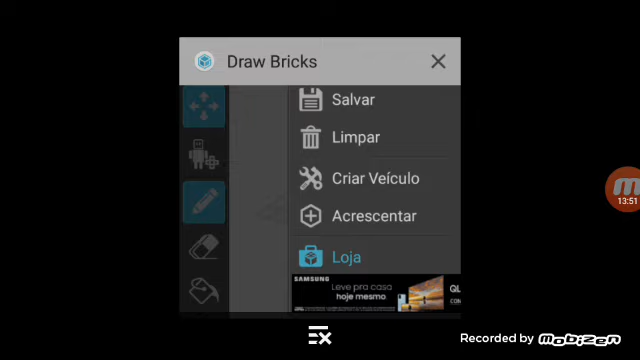 Draw Bricks
Salvar
Limpar
Criar Veículo
Acrescentar
Loja
SAMSUNG
Leve pra casa
hoje mesmo
QL
CON
13:51
Recorded by MOBIZEN